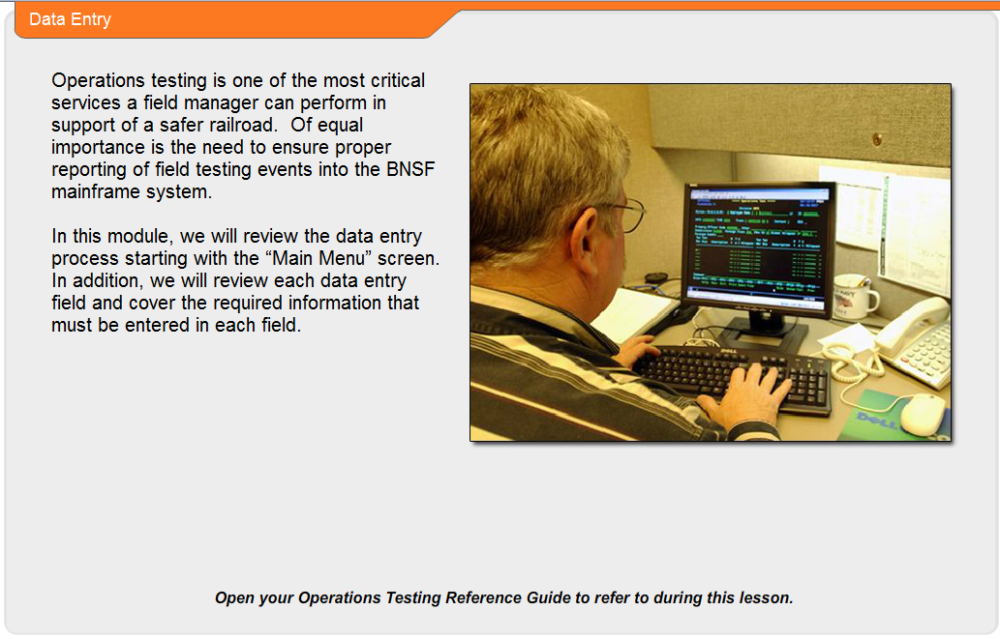 Data Entry
Operations testing is one of the most critical
services a field manager can perform in
support of a safer railroad.  Of equal
importance is the need to ensure proper
reporting of field testing events into the BNSF
mainframe system.
In this module, we will review the data entry
process starting with the “Main Menu” screen.
In addition, we will review each data entry
field and cover the required information that
must be entered in each field.
DELL
DELL
Open your Operations Testing Reference Guide to refer to during this lesson.